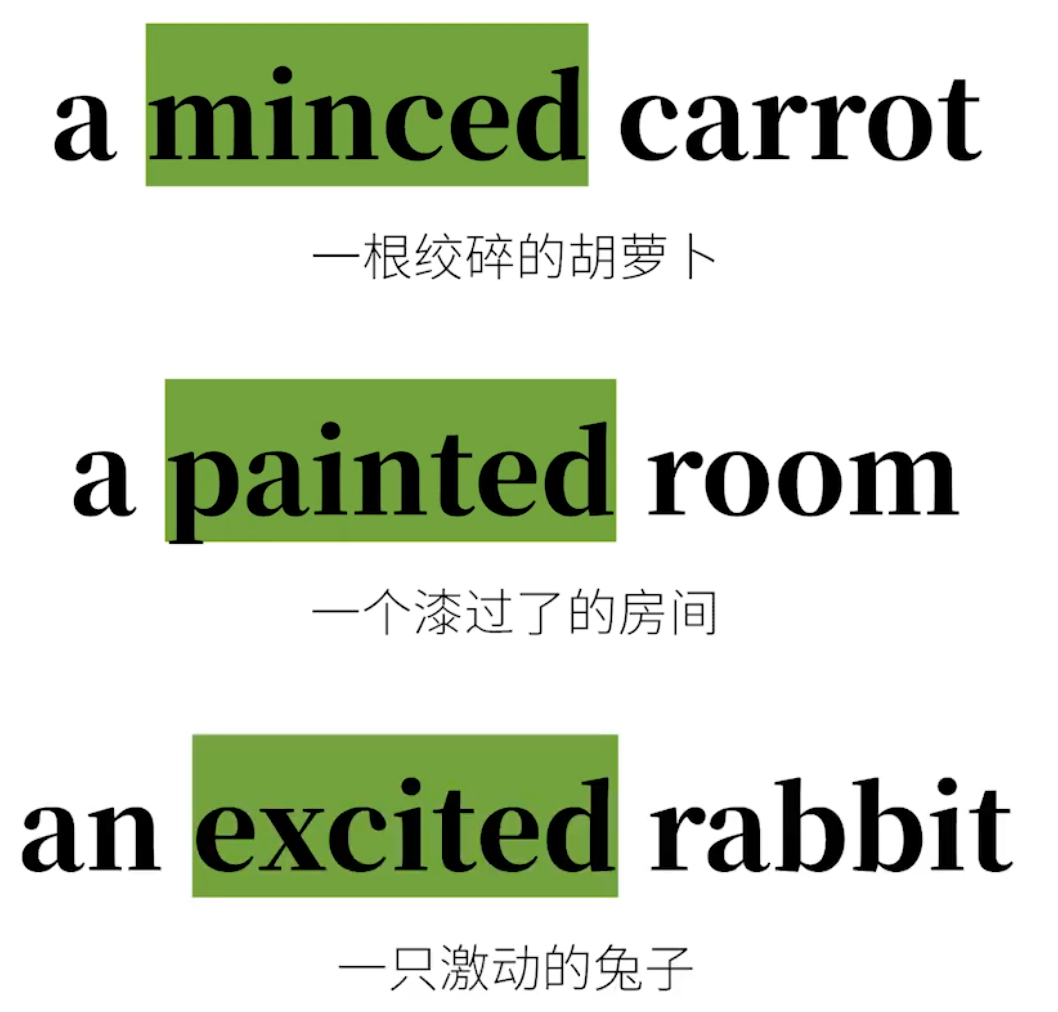 a minced carrot
一根绞碎的胡萝卜
a painted room
一个漆过了的房间
an excited rabbit
一只激动的兔子